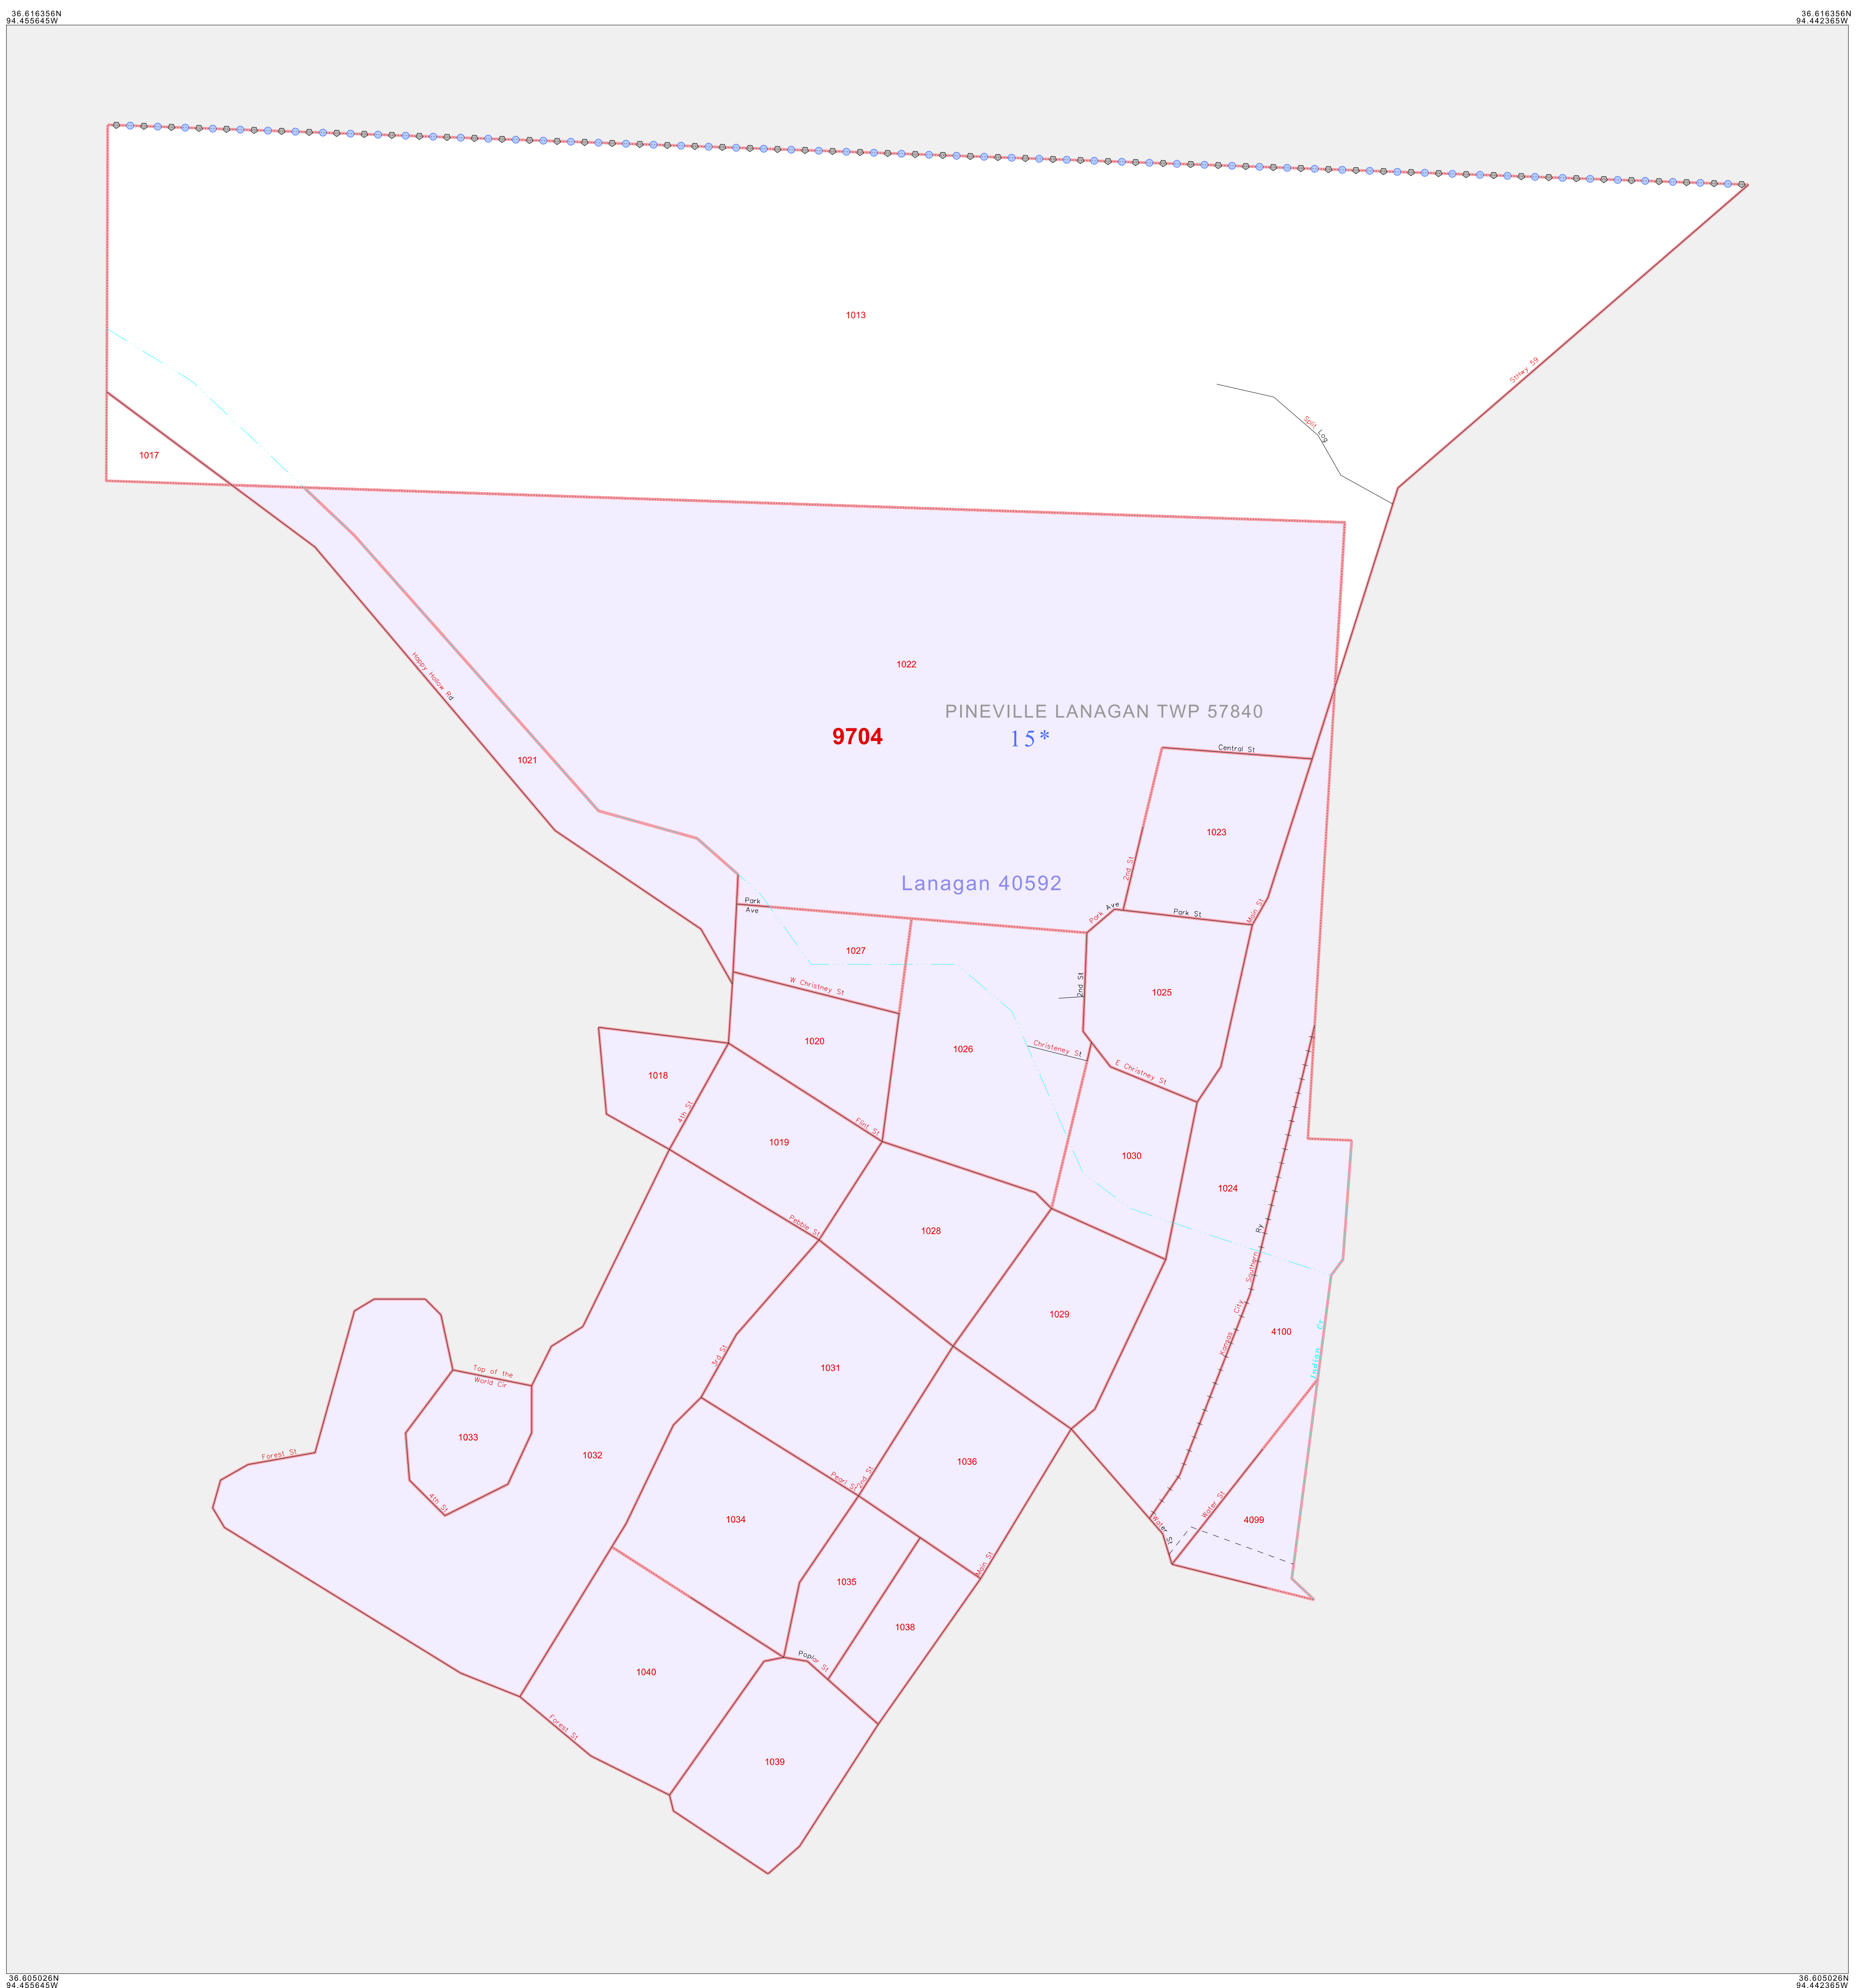 36.616356N
94.455645W
36.616356N
94.442365W
1013
StHwy 59
Split Log
1017
Happy Hollow Rd
1022
PINEVILLE LANAGAN TWP 57840
9704
15*
1021
Central St
1023
2nd St
Lanagan 40592
Park
Ave
Park Ave
Park St
Main St
1027
W Christney St
2nd St
1025
1020
1026
Christeney St
E Christney St
1018
4th St
Flint St
1019
1030
1024
Pebble St
1028
Kansas City Southern Ry
1029
4100
Indian Cr
3rd St
1031
Top of the
World Cir
1033
Forest St
1032
4th St
Pearl St
2nd St
1036
1034
Water St
Water St
4099
1035
Main St
1038
Poplar St
1040
Forest St
1039
36.605026N
94.455645W
36.605026N
94.442365W